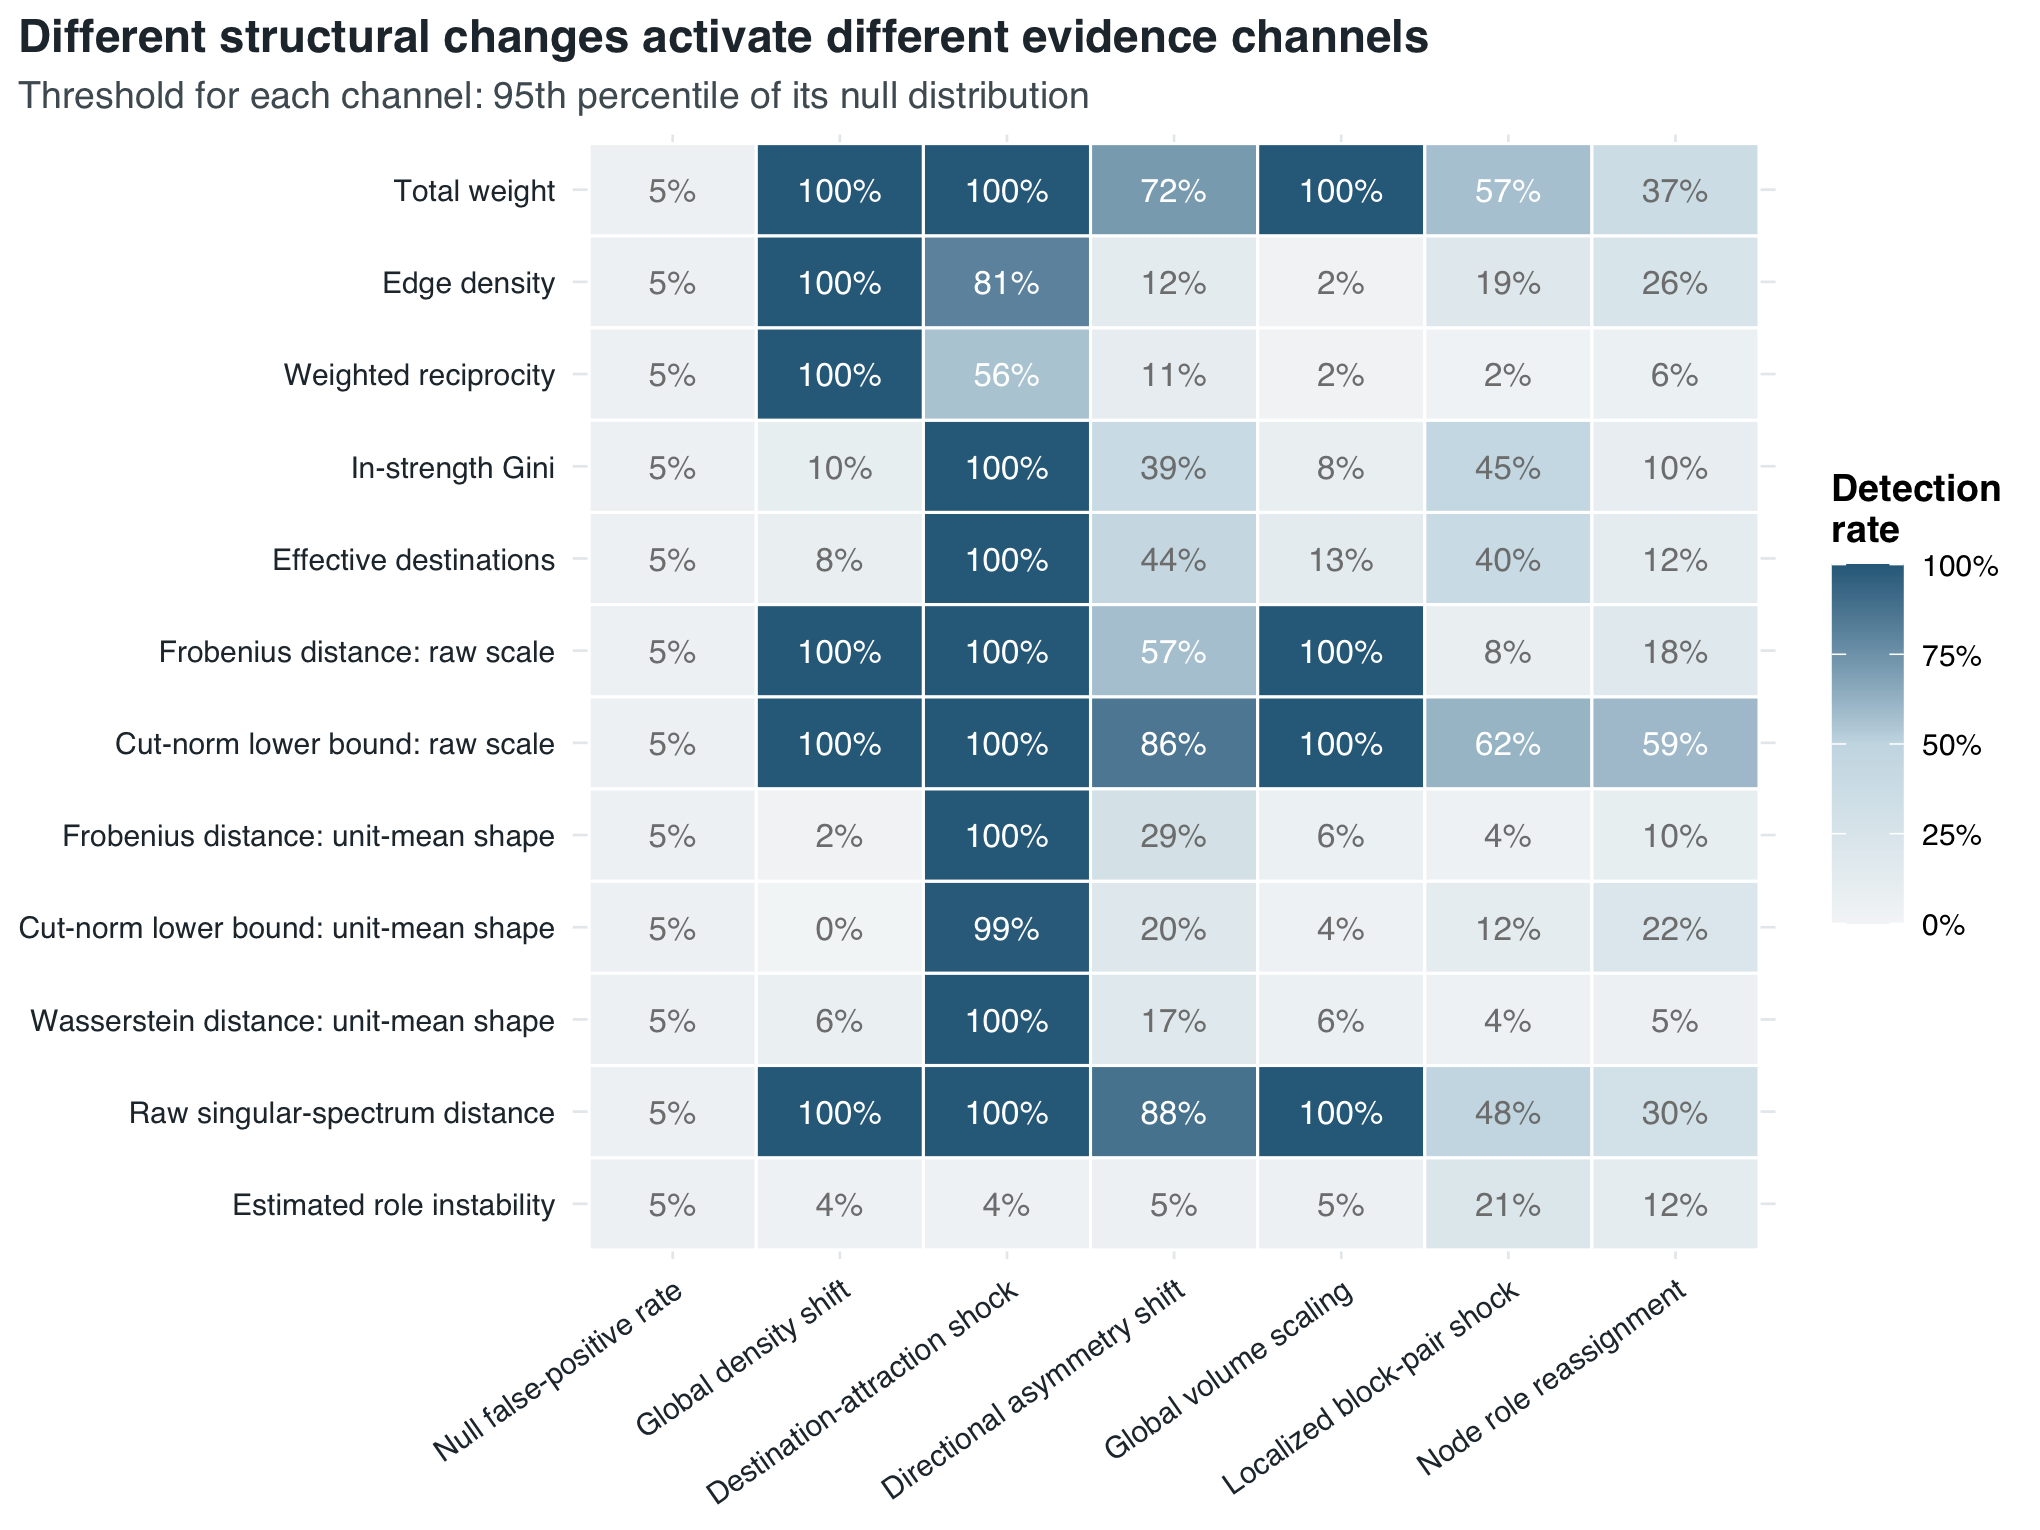 Different structural changes activate different evidence channels
Threshold for each channel: 95th percentile of its null distribution
Total weight 5% 100% 100% 72% 100% 57% 37%
Edge density 5% 100% 81% 12% 2% 19% 26%
Weighted reciprocity 5% 100% 56% 11% 2% 2% 6%
In-strength Gini 5% 10% 100% 39% 8% 45% 10%
Effective destinations 5% 8% 100% 44% 13% 40% 12%
Frobenius distance: raw scale 5% 100% 100% 57% 100% 8% 18%
Cut-norm lower bound: raw scale 5% 100% 100% 86% 100% 62% 59%
Frobenius distance: unit-mean shape 5% 2% 100% 29% 6% 4% 10%
Cut-norm lower bound: unit-mean shape 5% 0% 99% 20% 4% 12% 22%
Wasserstein distance: unit-mean shape 5% 6% 100% 17% 6% 4% 5%
Raw singular-spectrum distance 5% 100% 100% 88% 100% 48% 30%
Estimated role instability 5% 4% 4% 5% 5% 21% 12%
Null false-positive rate
Global density shift
Destination-attraction shock
Directional asymmetry shift
Global volume scaling
Localized block-pair shock
Node role reassignment
Detection
rate
100%
75%
50%
25%
0%